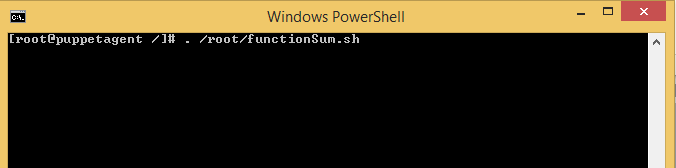 Windows PowerShell
[root@puppetagent /]# . /root/functionSum.sh